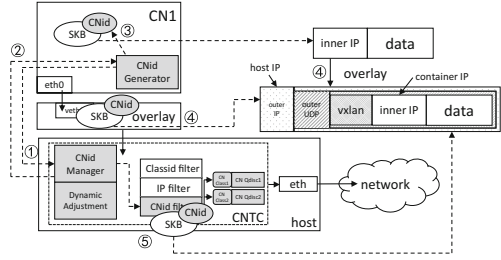 CN1
CNid
SKB
③
②
CNid
Generator
eth0
veth
CNid
SKB
overlay
④
inner IP
data
host IP
④
overlay
container IP
outer
IP
outer
UDP
vxlan
inner IP
data
①
CNid
Manager
Dynamic
Adjustment
Classid filter
IP filter
CNid filter
CN
Class1
CN Qdisc1
CN
Class2
CN Qdisc2
CNid
SKB
CNTC
host
⑤
eth
network